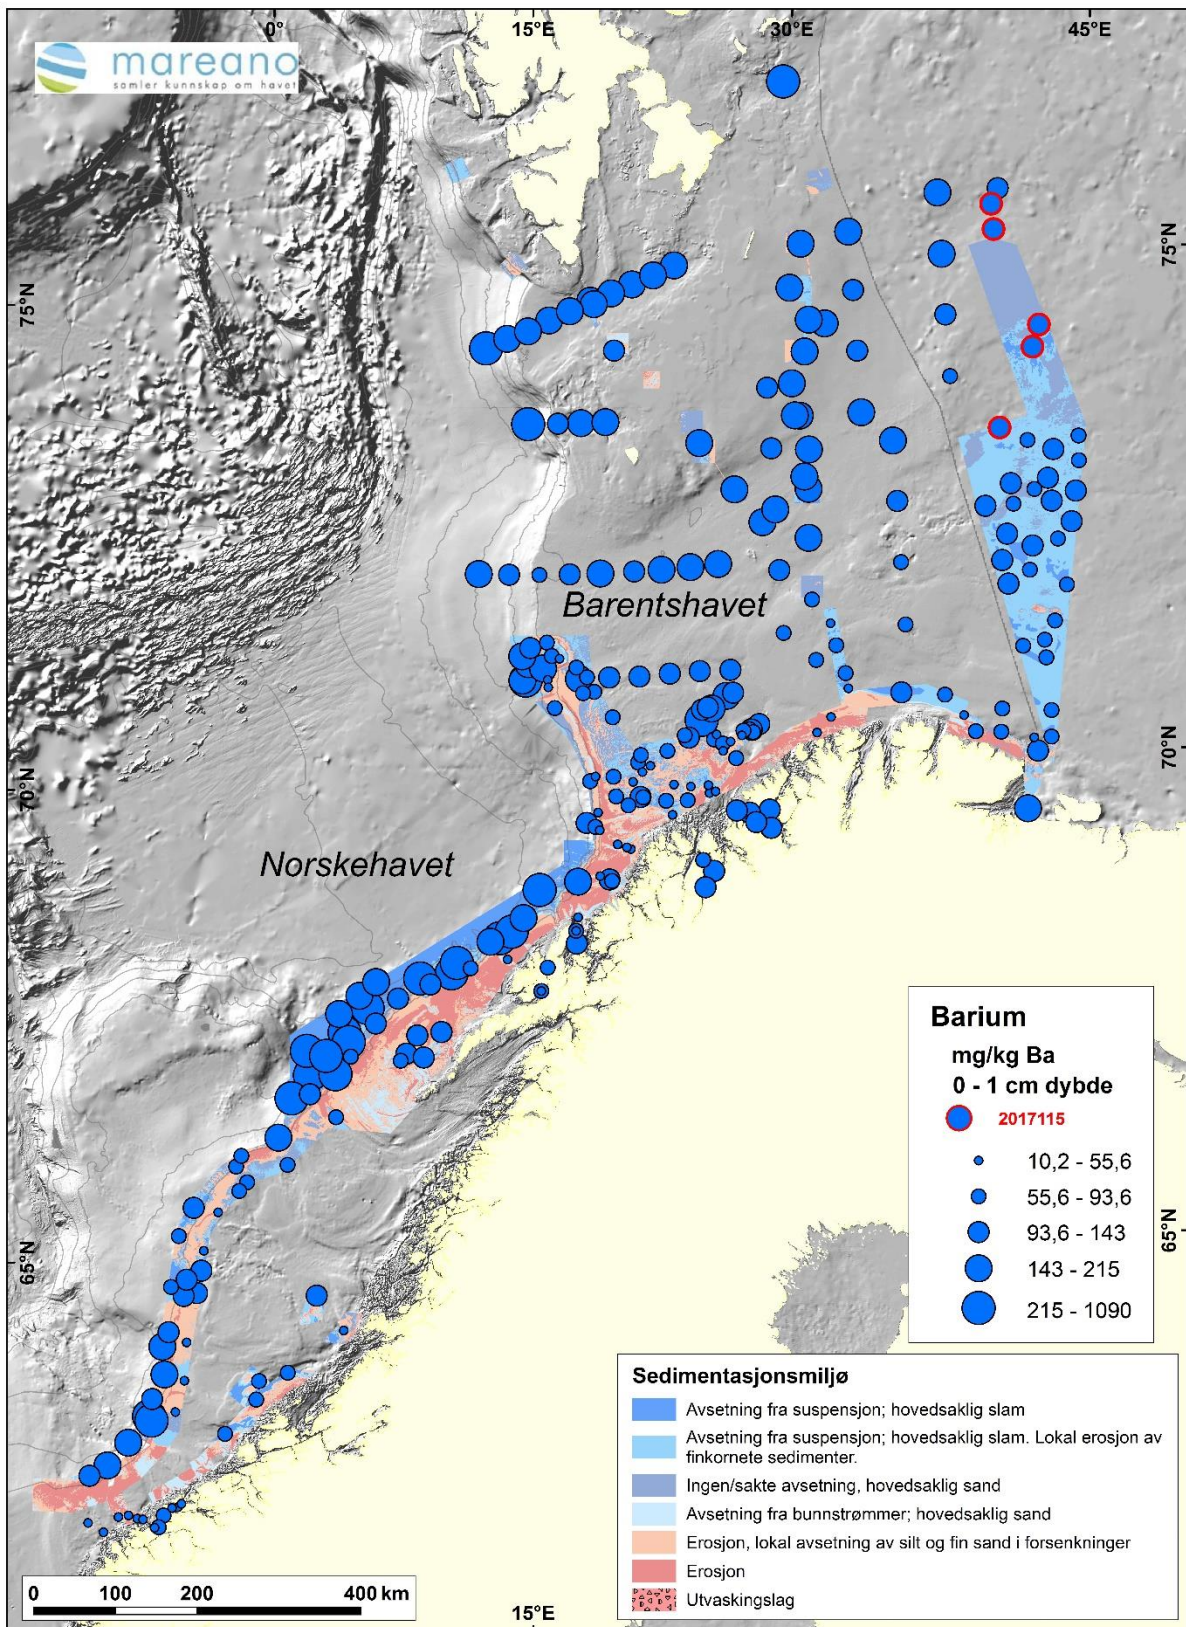 0°
15°E
30°E
45°E
mareano
samler kunnskap om havet
75°N
75°N
Barentshavet
70°N
70°N
Norskehavet
65°N
65°N
Barium
mg/kg Ba
0 - 1 cm dybde
2017115
10,2 - 55,6
55,6 - 93,6
93,6 - 143
143 - 215
215 - 1090
Sedimentasjonsmiljø
Avsetning fra suspensjon; hovedsaklig slam
Avsetning fra suspensjon; hovedsaklig slam. Lokal erosjon av
finkornete sedimenter.
Ingen/sakte avsetning, hovedsaklig sand
Avsetning fra bunnstrømmer; hovedsaklig sand
Erosjon, lokal avsetning av silt og fin sand i forsenkninger
Erosjon
Utvaskingslag
0 100 200 400 km
15°E